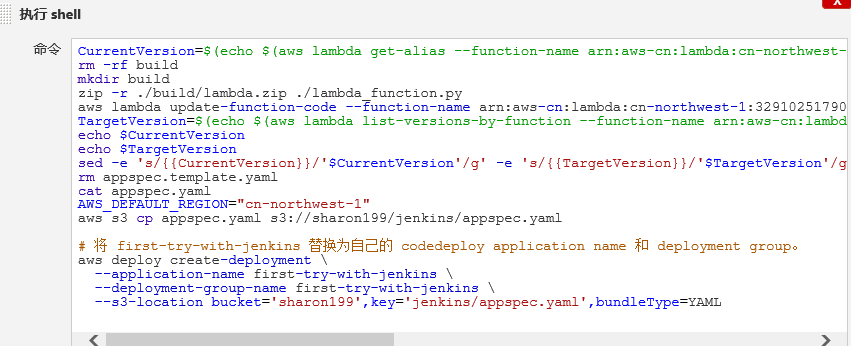 执行 shell
X
命令
CurrentVersion=$(echo $(aws lambda get-alias --function-name arn:aws-cn:lambda:cn-northwest-
rm -rf build
mkdir build
zip -r ./build/lambda.zip ./lambda_function.py
aws lambda update-function-code --function-name arn:aws-cn:lambda:cn-northwest-1:32910251790
TargetVersion=$(echo $(aws lambda list-versions-by-function --function-name arn:aws-cn:lambd
echo $CurrentVersion
echo $TargetVersion
sed -e 's/{{CurrentVersion}}/'$CurrentVersion'/g' -e 's/{{TargetVersion}}/'$TargetVersion'/g
rm appspec.template.yaml
cat appspec.yaml
AWS_DEFAULT_REGION="cn-northwest-1"
aws s3 cp appspec.yaml s3://sharon199/jenkins/appspec.yaml
# 将 first-try-with-jenkins 替换为自己的 codedeploy application name 和 deployment group。
aws deploy create-deployment \
--application-name first-try-with-jenkins \
--deployment-group-name first-try-with-jenkins \
--s3-location bucket='sharon199',key='jenkins/appspec.yaml',bundleType=YAML